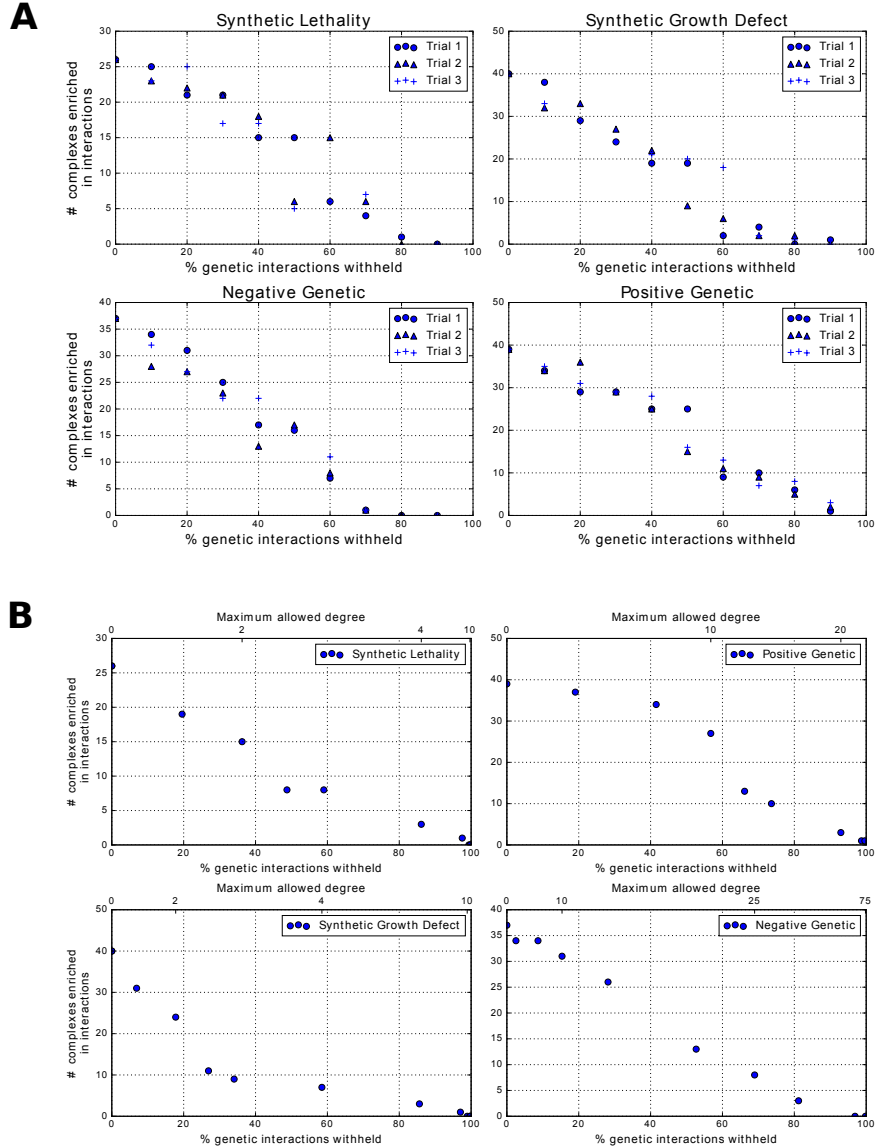 A
Synthetic Lethality
Synthetic Growth Defect
30
25
20
15
10
5
0
# complexes enriched
in interactions
Trial 1
Trial 2
Trial 3
0 20 40 60 80 100
% genetic interactions withheld
50
40
30
20
10
0
Trial 1
Trial 2
Trial 3
0 20 40 60 80 100
% genetic interactions withheld
Negative Genetic
Positive Genetic
40
35
30
25
20
15
10
5
0
# complexes enriched
in interactions
Trial 1
Trial 2
Trial 3
0 20 40 60 80 100
% genetic interactions withheld
50
40
30
20
10
0
Trial 1
Trial 2
Trial 3
0 20 40 60 80 100
% genetic interactions withheld
B
Maximum allowed degree
0 2 4 10
30
25
20
15
10
5
0
# complexes enriched
in interactions
Synthetic Lethality
0 20 40 60 80 100
% genetic interactions withheld
Maximum allowed degree
0 10 20
50
40
30
20
10
0
Positive Genetic
0 20 40 60 80 100
% genetic interactions withheld
Maximum allowed degree
0 2 4 10
50
40
30
20
10
0
# complexes enriched
in interactions
Synthetic Growth Defect
0 20 40 60 80 100
% genetic interactions withheld
Maximum allowed degree
0 10 25 75
40
35
30
25
20
15
10
5
0
Negative Genetic
0 20 40 60 80 100
% genetic interactions withheld